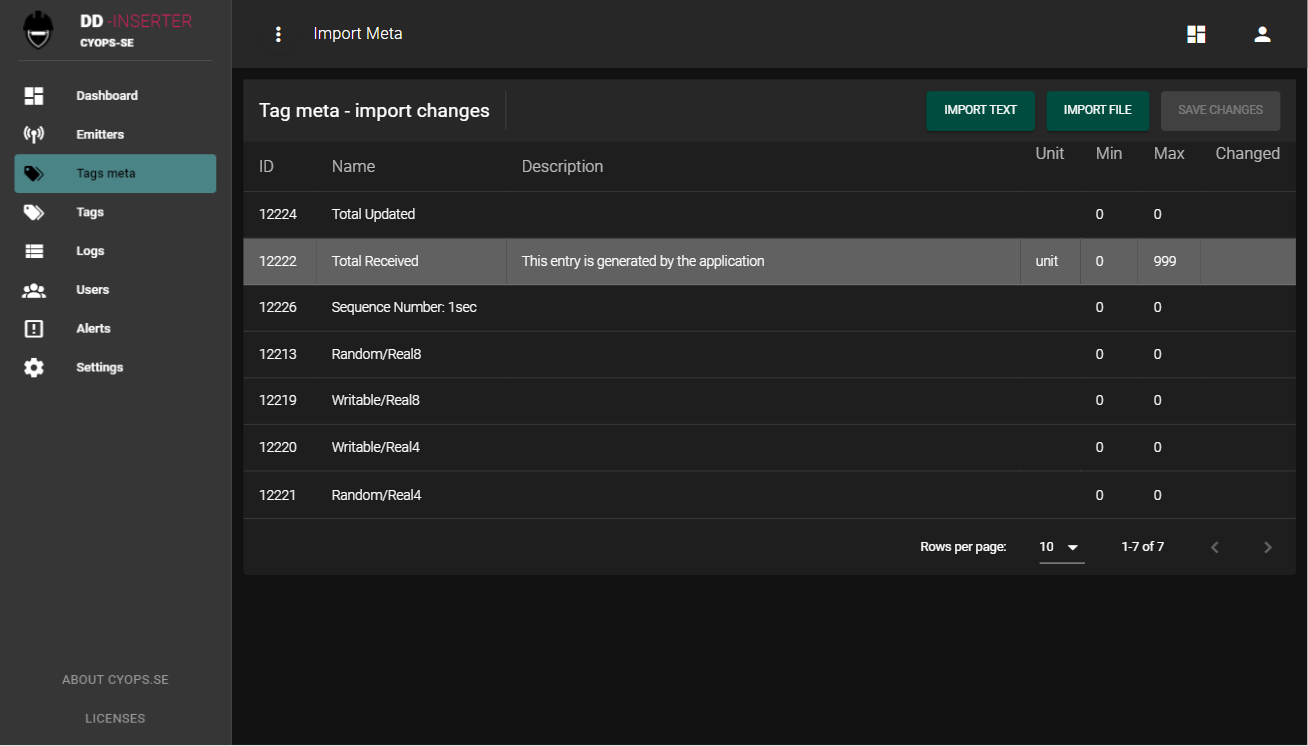 DD -INSERTER
CYOPS-SE
Import Meta
Dashboard
Emitters
Tags meta
Tags
Logs
Users
Alerts
Settings
ABOUT CYOPS.SE
LICENSES
Tag meta - import changes
IMPORT TEXT IMPORT FILE SAVE CHANGES
ID Name Description Unit Min Max Changed
12224 Total Updated 0 0
12222 Total Received This entry is generated by the application unit 0 999
12226 Sequence Number: 1sec 0 0
12213 Random/Real8 0 0
12219 Writable/Real8 0 0
12220 Writable/Real4 0 0
12221 Random/Real4 0 0
Rows per page: 10 1-7 of 7